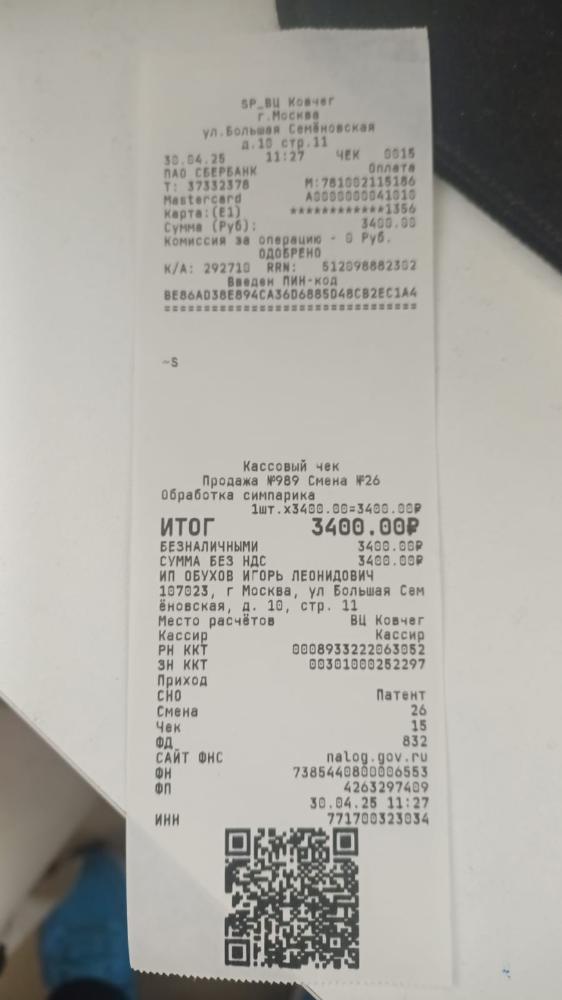 SP_ВЦ Ковчег
г.Москва
ул.Большая Семёновская
д.10 стр.11
30.04.25 11:27 ЧЕК 0015
ПАО СБЕРБАНК Оплата
Т: 37332378 М:781002115186
Mastercard A0000000041010
Карта:(E1) ************1356
Сумма (Руб): 3400.00
Комиссия за операцию - 0 Руб.
ОДОБРЕНО
К/А: 292710 RRN: 512098882302
Введен ПИН-код
BE86AD38E894CA36D6885D48CB2EC1A4
================================
~S
Кассовый чек
Продажа №989 Смена №26
Обработка симпарика
1шт.х3400.00=3400.00₽
ИТОГ 3400.00₽
БЕЗНАЛИЧНЫМИ 3400.00₽
СУММА БЕЗ НДС 3400.00₽
ИП ОБУХОВ ИГОРЬ ЛЕОНИДОВИЧ
107023, г Москва, ул Большая Сем
ёновская, д. 10, стр. 11
Место расчётов ВЦ Ковчег
Кассир Кассир
РН ККТ 0008933222063052
ЗН ККТ 00301000252297
Приход
СНО Патент
Смена 26
Чек 15
ФД 832
САЙТ ФНС nalog.gov.ru
ФН 7385440800006553
ФП 4263297409
30.04.25 11:27
ИНН 771700323034